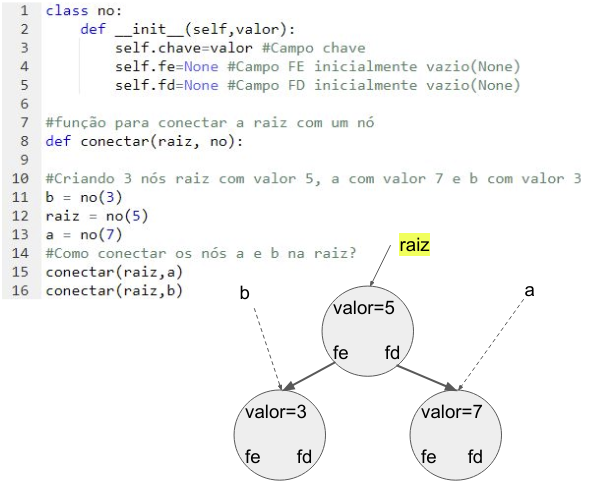 1 class no:
2     def __init__(self,valor):
3         self.chave=valor #Campo chave
4         self.fe=None #Campo FE inicialmente vazio(None)
5         self.fd=None #Campo FD inicialmente vazio(None)
6
7 #função para conectar a raiz com um nó
8 def conectar(raiz, no):
9
10 #Criando 3 nós raiz com valor 5, a com valor 7 e b com valor 3
11 b = no(3)
12 raiz = no(5)
13 a = no(7)
14 #Como conectar os nós a e b na raiz?
15 conectar(raiz,a)
16 conectar(raiz,b)
raiz
b
a
valor=5
fe fd
valor=3
fe fd
valor=7
fe fd